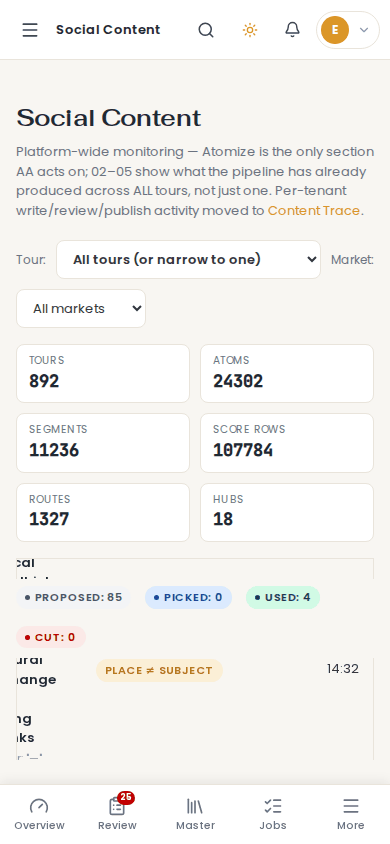 Social Content
E
Social Content
Platform-wide monitoring — Atomize is the only section
AA acts on; 02–05 show what the pipeline has already
produced across ALL tours, not just one. Per-tenant
write/review/publish activity moved to Content Trace.
Tour: All tours (or narrow to one) Market:
All markets
TOURS ATOMS
892 24302
SEGMENTS SCORE ROWS
11236 107784
ROUTES HUBS
1327 18
PROPOSED: 85 PICKED: 0 USED: 4
CUT: 0
PLACE ≠ SUBJECT 14:32
25
Overview Review Master Jobs More